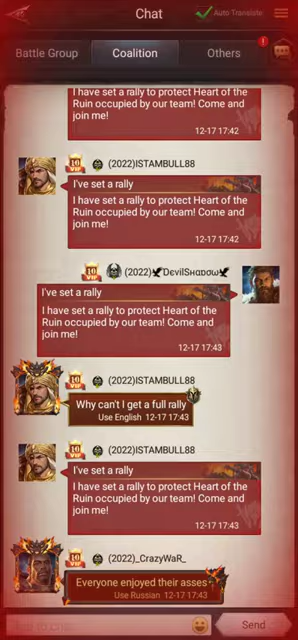 Chat
Auto Translate
Battle Group
Coalition
Others
I have set a rally to protect Heart of the
Ruin occupied by our team! Come and
join me!
12-17 17:42
10
VIP
(2022)ISTAMBULL88
I've set a rally
I have set a rally to protect Heart of the
Ruin occupied by our team! Come and
join me!
12-17 17:42
10
VIP
(2022)DɛvilSнαɒoω
I've set a rally
I have set a rally to protect Heart of the
Ruin occupied by our team! Come and
join me!
12-17 17:43
10
VIP
(2022)ISTAMBULL88
Why can't I get a full rally
Use English 12-17 17:43
10
VIP
(2022)ISTAMBULL88
I've set a rally
I have set a rally to protect Heart of the
Ruin occupied by our team! Come and
join me!
12-17 17:43
10
VIP
(2022)_CrazyWaR_
Everyone enjoyed their asses
Use Russian 12-17 17:43
Send